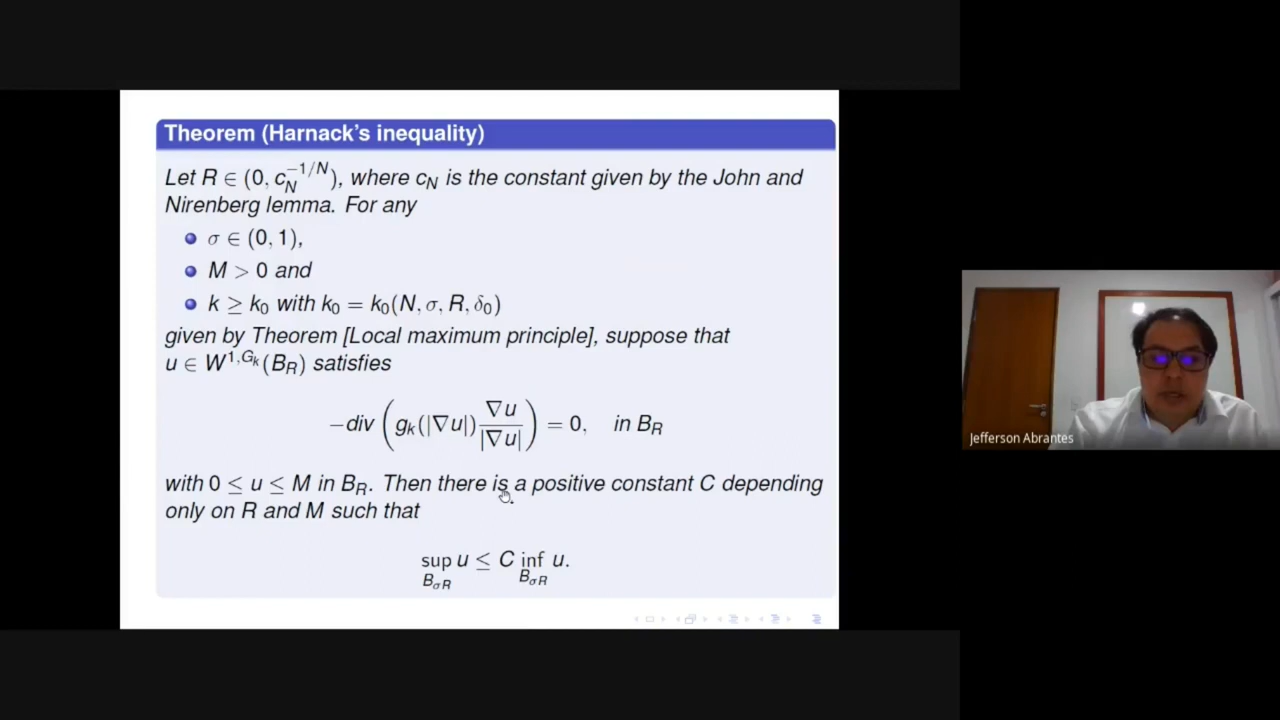 Theorem (Harnack's inequality)
Let R ∈ (0, c_N^{-1/N}), where c_N is the constant given by the John and
Nirenberg lemma. For any
σ ∈ (0, 1),
M > 0 and
k ≥ k_0 with k_0 = k_0(N, σ, R, δ_0)
given by Theorem [Local maximum principle], suppose that
u ∈ W^{1,G_k}(B_R) satisfies
−div ( g_k(|∇u|) ∇u / |∇u| ) = 0, in B_R
with 0 ≤ u ≤ M in B_R. Then there is a positive constant C depending
only on R and M such that
sup_{B_{σR}} u ≤ C inf_{B_{σR}} u.
Jefferson Abrantes